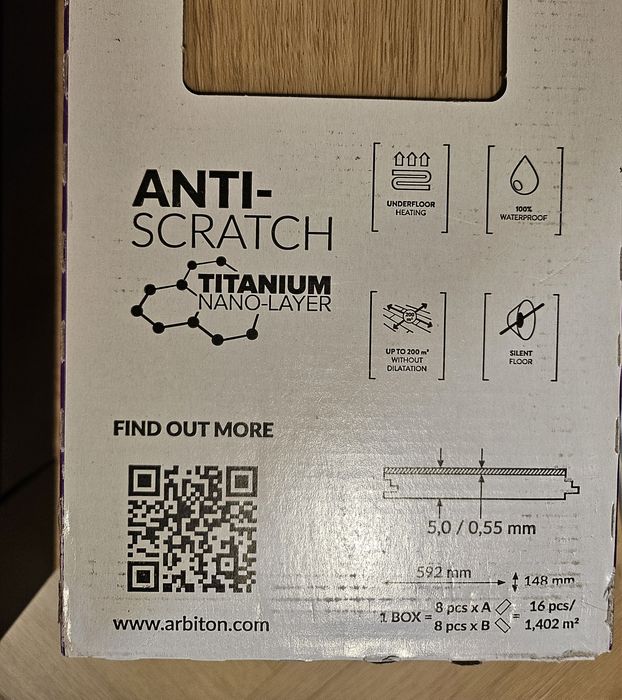 ANTI-
SCRATCH
TITANIUM
NANO-LAYER
UNDERFLOOR
HEATING
100%
WATERPROOF
200
m²
UP TO 200 m²
WITHOUT
DILATATION
SILENT
FLOOR
FIND OUT MORE
www.arbiton.com
5,0 / 0,55 mm
592 mm
148 mm
1 BOX = 8 pcs x A = 16 pcs/
8 pcs x B 1,402 m²